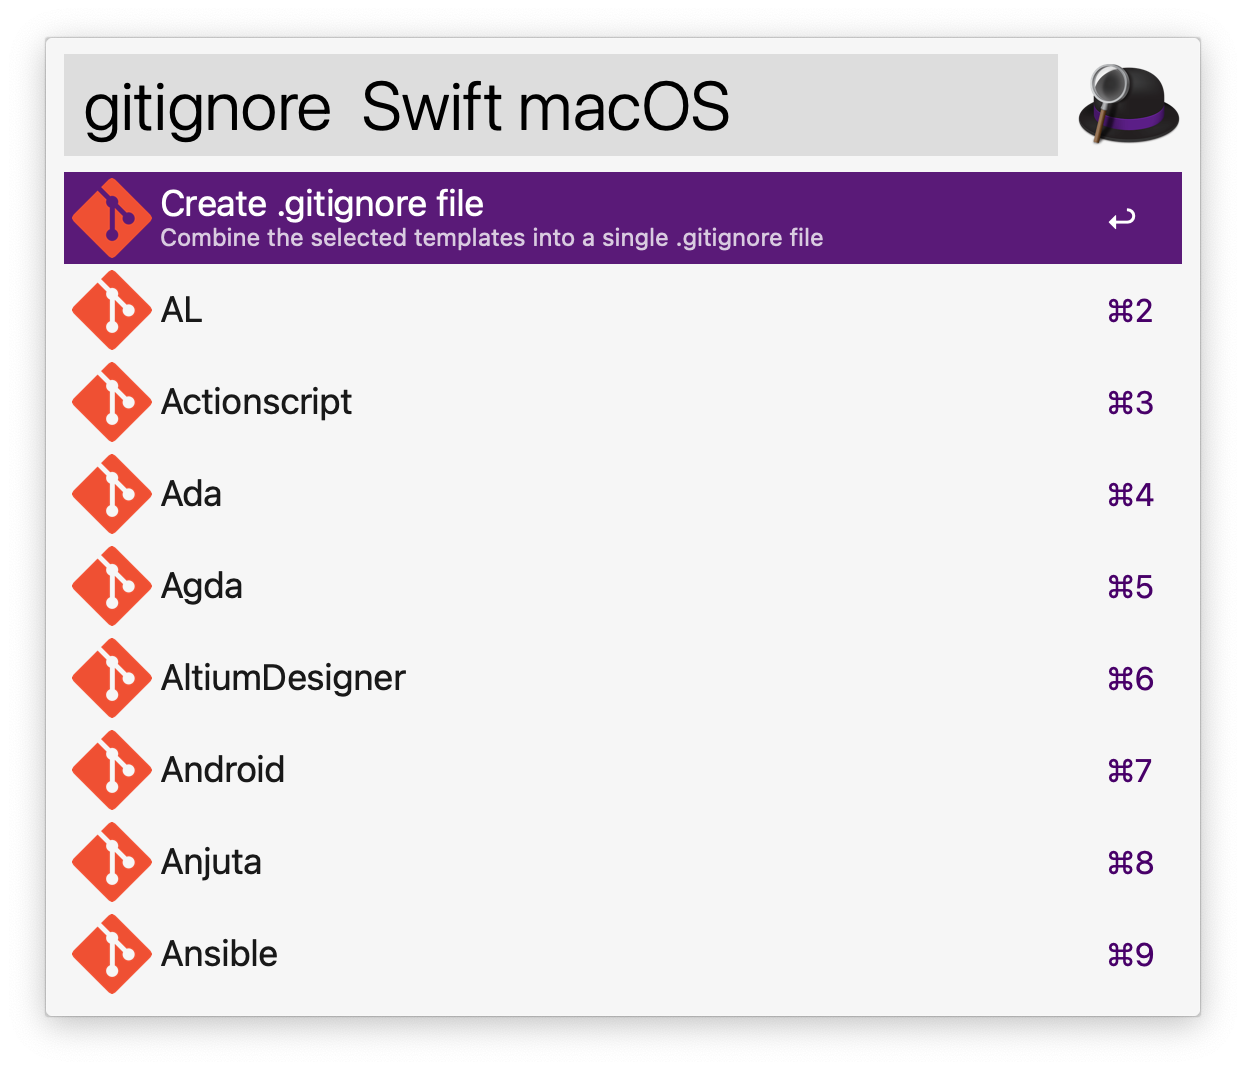 gitignore  Swift macOS
Create .gitignore file
Combine the selected templates into a single .gitignore file
AL ⌘2
Actionscript ⌘3
Ada ⌘4
Agda ⌘5
AltiumDesigner ⌘6
Android ⌘7
Anjuta ⌘8
Ansible ⌘9